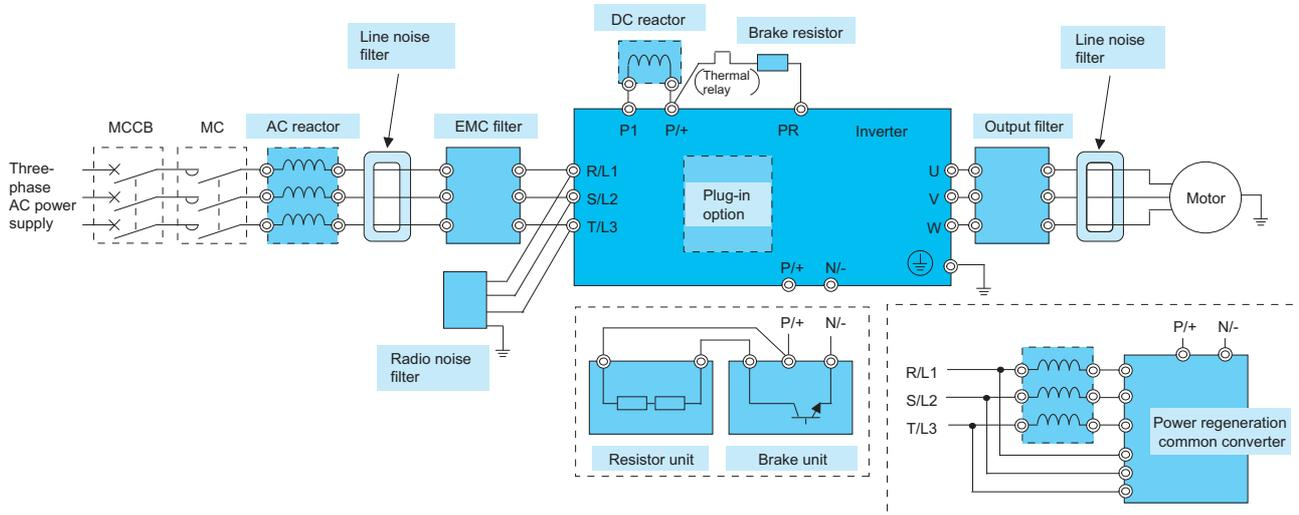 DC reactor
Brake resistor
Line noise
filter
Line noise
filter
Thermal
relay
MCCB
MC
AC reactor
EMC filter
P1
P/+
PR
Inverter
Output filter
Three-
phase
AC power
supply
R/L1
S/L2
T/L3
Plug-in
option
U
V
W
Motor
P/+
N/-
Radio noise
filter
P/+
N/-
Resistor unit
Brake unit
P/+
N/-
R/L1
S/L2
T/L3
Power regeneration
common converter